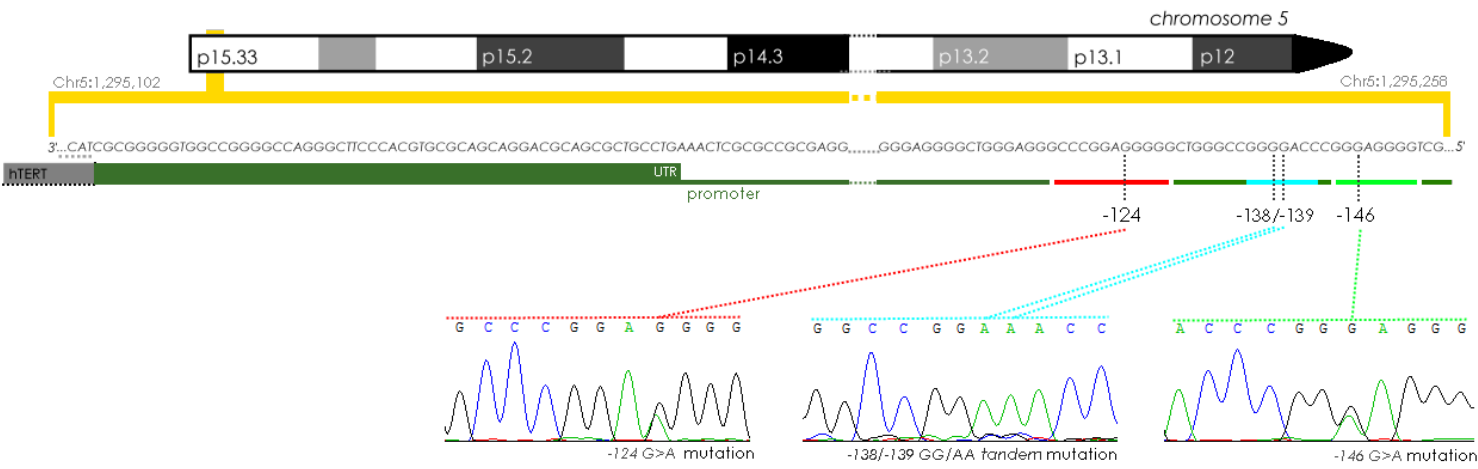 chromosome 5
p15.33 p15.2 p14.3 p13.2 p13.1 p12
Chr5:1,295,102 Chr5:1,295,258
3'...CATCGCGGGGGTGGCCGGGGCCAGGGCTTCCCACGTGCGCAGCAGGACGCAGCGCTGCCTGAAACTCGCGCCGCGAGG......GGGAGGGGCTGGGAGGGCCCGGAGGGGGCTGGGCCGGGGACCCGGGAGGGGTCG...5'
hTERT UTR
promoter
-124 -138/-139 -146
G C C C G G A G G G G G G C C G G A A A C C A C C C G G G A G G G
-124 G>A mutation -138/-139 GG/AA tandem mutation -146 G>A mutation